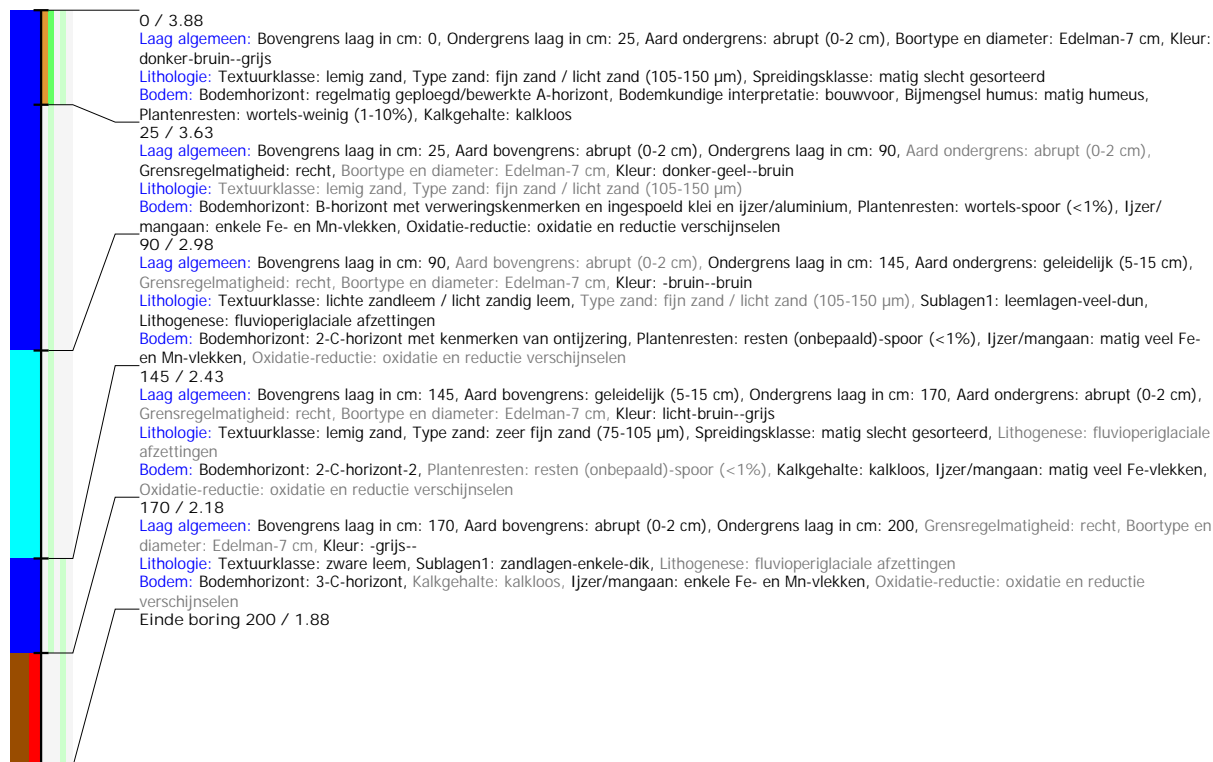 0 / 3.88
Laag algemeen: Bovengrens laag in cm: 0, Ondergrens laag in cm: 25, Aard ondergrens: abrupt (0-2 cm), Boortype en diameter: Edelman-7 cm, Kleur:
donker-bruin--grijs
Lithologie: Textuurklasse: lemig zand, Type zand: fijn zand / licht zand (105-150 µm), Spreidingsklasse: matig slecht gesorteerd
Bodem: Bodemhorizont: regelmatig geploegd/bewerkte A-horizont, Bodemkundige interpretatie: bouwvoor, Bijmengsel humus: matig humeus,
Plantenresten: wortels-weinig (1-10%), Kalkgehalte: kalkloos
25 / 3.63
Laag algemeen: Bovengrens laag in cm: 25, Aard bovengrens: abrupt (0-2 cm), Ondergrens laag in cm: 90, Aard ondergrens: abrupt (0-2 cm),
Grensregelmatigheid: recht, Boortype en diameter: Edelman-7 cm, Kleur: donker-geel--bruin
Lithologie: Textuurklasse: lemig zand, Type zand: fijn zand / licht zand (105-150 µm)
Bodem: Bodemhorizont: B-horizont met verweringskenmerken en ingespoeld klei en ijzer/aluminium, Plantenresten: wortels-spoor (<1%), Ijzer/
mangaan: enkele Fe- en Mn-vlekken, Oxidatie-reductie: oxidatie en reductie verschijnselen
90 / 2.98
Laag algemeen: Bovengrens laag in cm: 90, Aard bovengrens: abrupt (0-2 cm), Ondergrens laag in cm: 145, Aard ondergrens: geleidelijk (5-15 cm),
Grensregelmatigheid: recht, Boortype en diameter: Edelman-7 cm, Kleur: -bruin--bruin
Lithologie: Textuurklasse: lichte zandleem / licht zandig leem, Type zand: fijn zand / licht zand (105-150 µm), Sublagen1: leemlagen-veel-dun,
Lithogenese: fluvioperiglaciale afzettingen
Bodem: Bodemhorizont: 2-C-horizont met kenmerken van ontijzering, Plantenresten: resten (onbepaald)-spoor (<1%), Ijzer/mangaan: matig veel Fe-
en Mn-vlekken, Oxidatie-reductie: oxidatie en reductie verschijnselen
145 / 2.43
Laag algemeen: Bovengrens laag in cm: 145, Aard bovengrens: geleidelijk (5-15 cm), Ondergrens laag in cm: 170, Aard ondergrens: abrupt (0-2 cm),
Grensregelmatigheid: recht, Boortype en diameter: Edelman-7 cm, Kleur: licht-bruin--grijs
Lithologie: Textuurklasse: lemig zand, Type zand: zeer fijn zand (75-105 µm), Spreidingsklasse: matig slecht gesorteerd, Lithogenese: fluvioperiglaciale
afzettingen
Bodem: Bodemhorizont: 2-C-horizont-2, Plantenresten: resten (onbepaald)-spoor (<1%), Kalkgehalte: kalkloos, Ijzer/mangaan: matig veel Fe-vlekken,
Oxidatie-reductie: oxidatie en reductie verschijnselen
170 / 2.18
Laag algemeen: Bovengrens laag in cm: 170, Aard bovengrens: abrupt (0-2 cm), Ondergrens laag in cm: 200, Grensregelmatigheid: recht, Boortype en
diameter: Edelman-7 cm, Kleur: -grijs--
Lithologie: Textuurklasse: zware leem, Sublagen1: zandlagen-enkele-dik, Lithogenese: fluvioperiglaciale afzettingen
Bodem: Bodemhorizont: 3-C-horizont, Kalkgehalte: kalkloos, Ijzer/mangaan: enkele Fe- en Mn-vlekken, Oxidatie-reductie: oxidatie en reductie
verschijnselen
Einde boring 200 / 1.88